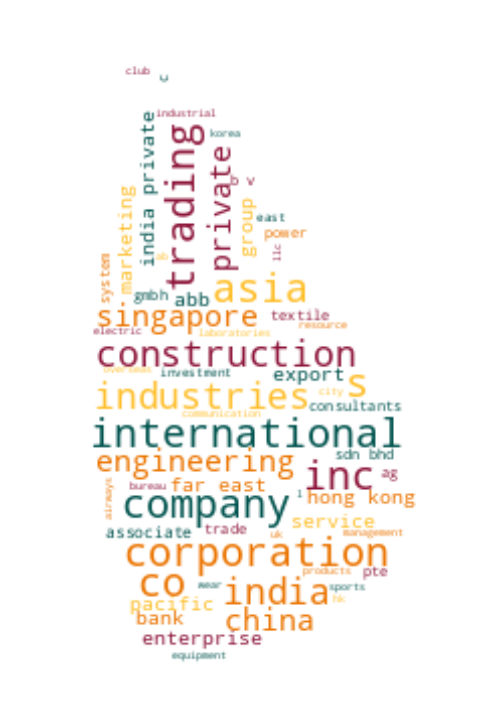 club
u
industrial
india private
trading
korea
private
b v
marketing
group
east
power
llc
system
gmbh
abb
asia
singapore
textile
resource
electric
laboratories
construction
overseas
investment
export
s
industries
city
consultants
communication
international
sdn bhd
engineering
inc
ag
airways
bureau
far east
l
hong kong
company
service
associate
trade
uk
management
corporation
products
pte
co
wear
india
sports
hk
pacific
bank
china
enterprise
equipment